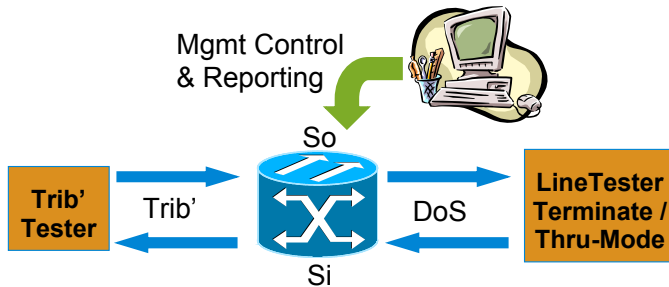 Mgmt Control
& Reporting
So
Trib'
Tester
Trib'
DoS
LineTester
Terminate /
Thru-Mode
Si